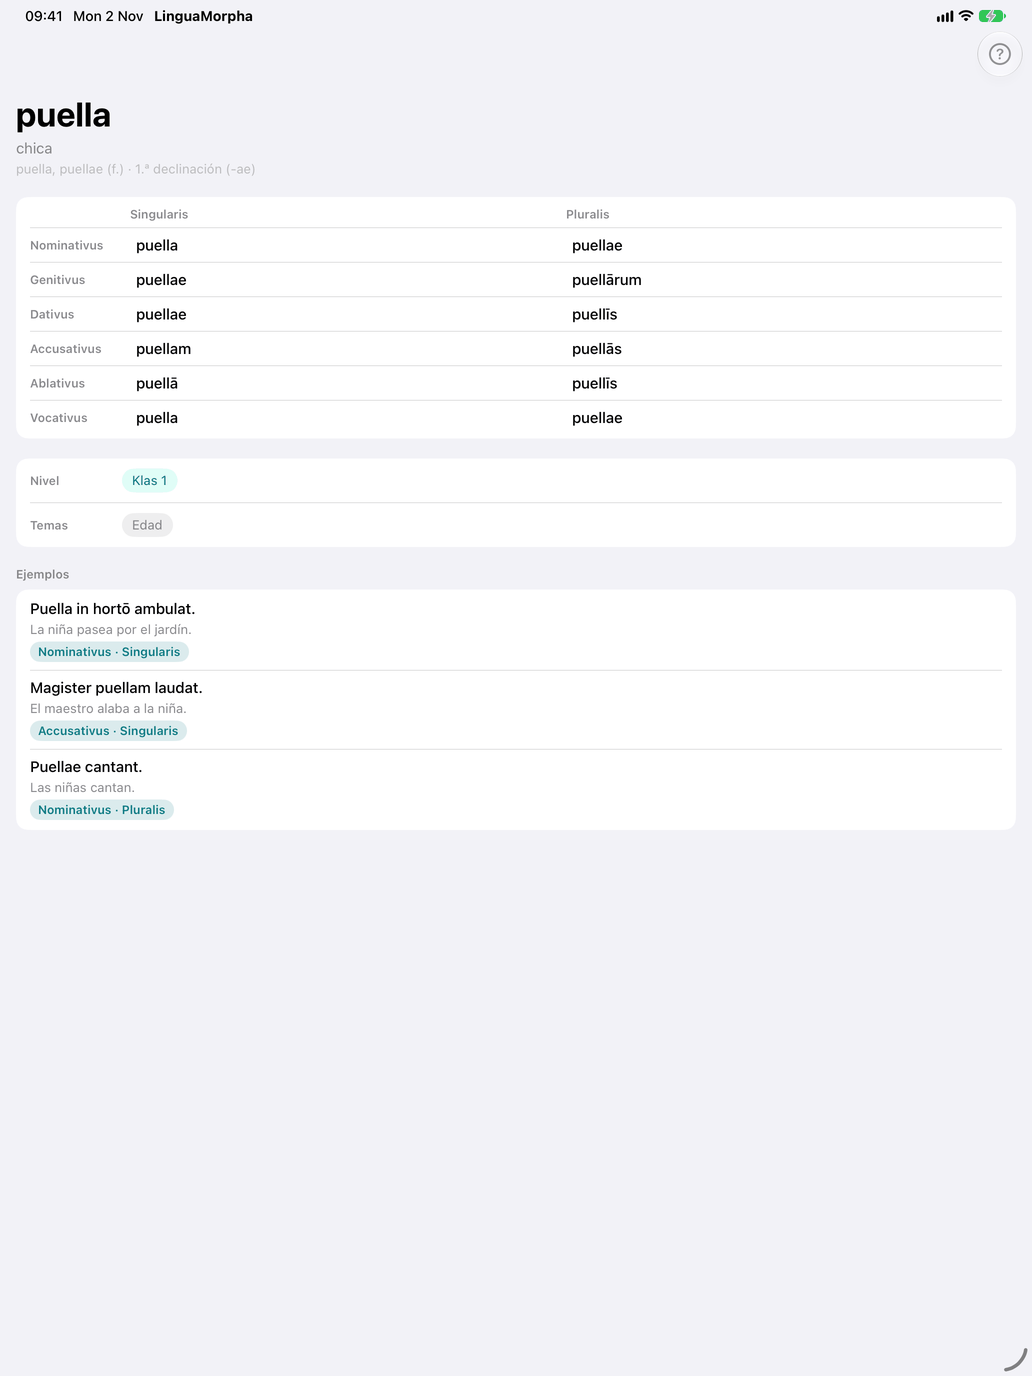 09:41 Mon 2 Nov LinguaMorpha
?
puella
chica
puella, puellae (f.) · 1.ª declinación (-ae)
Singularis Pluralis
Nominativus puella puellae
Genitivus puellae puellārum
Dativus puellae puellīs
Accusativus puellam puellās
Ablativus puellā puellīs
Vocativus puella puellae
Nivel Klas 1
Temas Edad
Ejemplos
Puella in hortō ambulat.
La niña pasea por el jardín.
Nominativus · Singularis
Magister puellam laudat.
El maestro alaba a la niña.
Accusativus · Singularis
Puellae cantant.
Las niñas cantan.
Nominativus · Pluralis